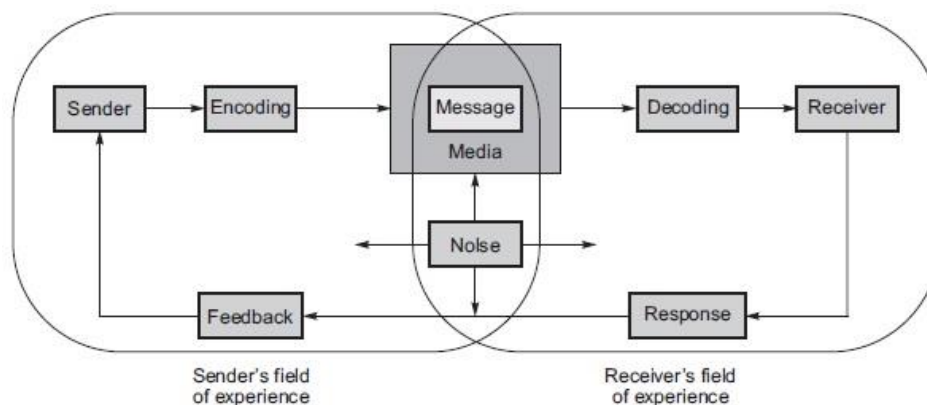 Sender
Encoding
Message
Media
Decoding
Receiver
Nolse
Feedback
Response
Sender's field
of experience
Receiver's field
of experience